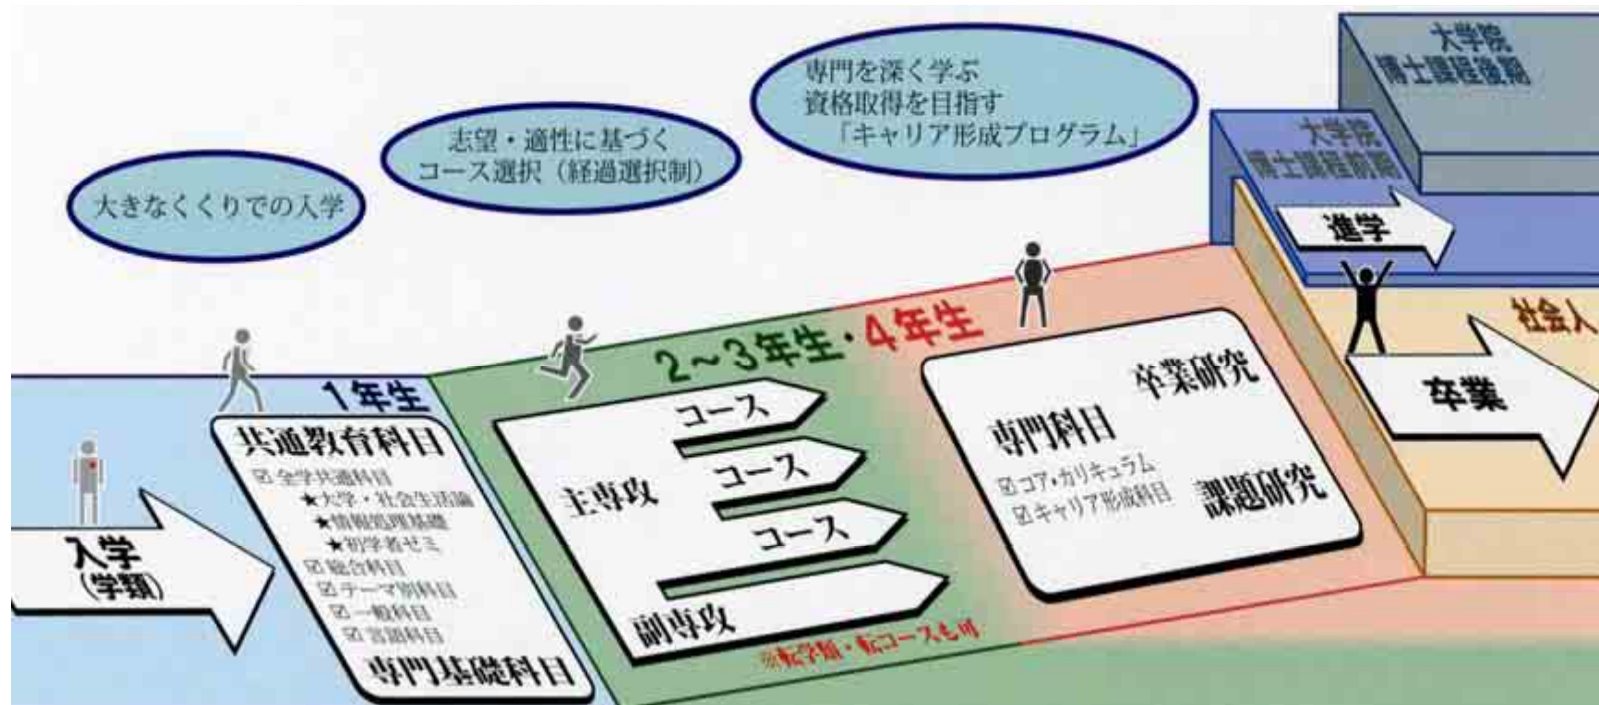 大きなくくりでの入学
志望・適性に基づく
コース選択（経過選択制）
専門を深く学ぶ
資格取得を目指す
「キャリア形成プログラム」
大学院
博士課程後期
大学院
博士課程前期
進学
社会人
卒業
1年生
2～3年生・4年生
入学
（学類）
共通教育科目
☑全学共通科目
★大学・社会生活論
★情報処理基礎
★初学者ゼミ
☑総合科目
☑テーマ別科目
☑一般科目
☑言語科目
専門基礎科目
主専攻
コース
コース
コース
副専攻
※転学類・転コースも可
卒業研究
専門科目
☑コア・カリキュラム
☑キャリア形成科目
課題研究